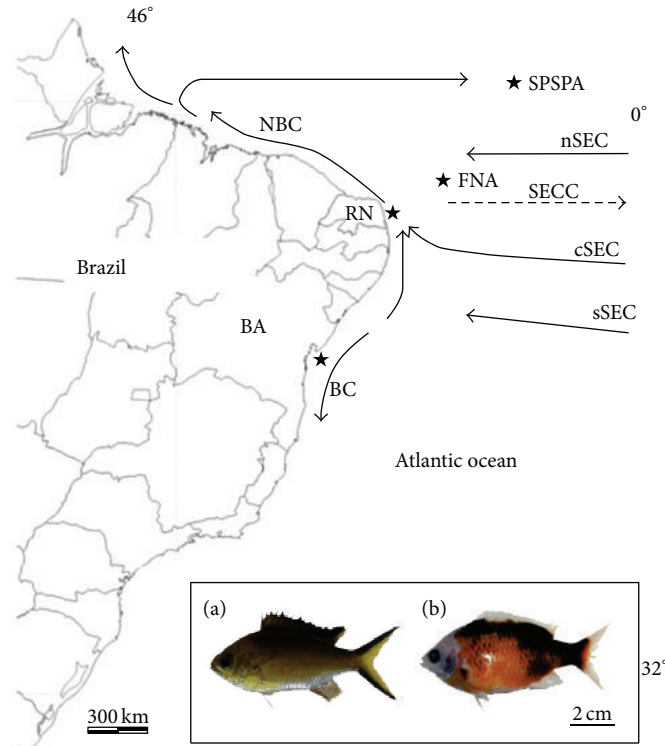 46°
SPSPA
0°
NBC
nSEC
FNA
SECC
RN
cSEC
Brazil
sSEC
BA
BC
Atlantic ocean
(a)
(b)
32°
300 km
2 cm